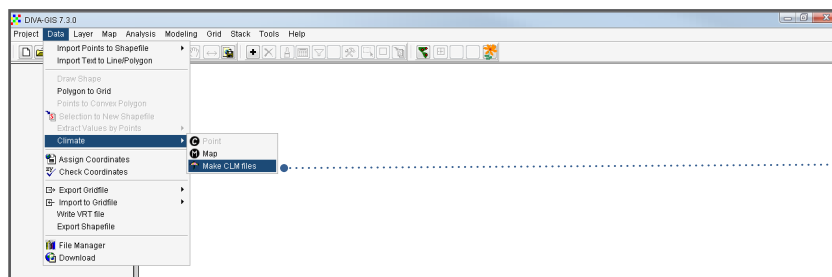 DIVA-GIS 7.3.0
Project Data Layer Map Analysis Modeling Grid Stack Tools Help
Import Points to Shapefile
Import Text to Line/Polygon
Draw Shape
Polygon to Grid
Points to Convex Polygon
Selection to New Shapefile
Extract Values by Points
Climate
Point
Map
Make CLM files
Assign Coordinates
Check Coordinates
Export Gridfile
Import to Gridfile
Write VRT file
Export Shapefile
File Manager
Download